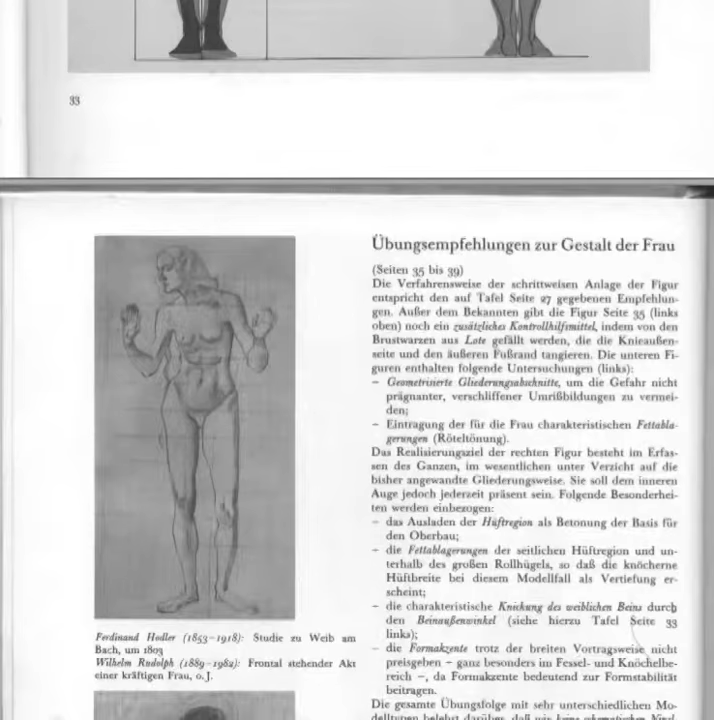 33
Übungsempfehlungen zur Gestalt der Frau
(Seiten 35 bis 39)
Die Verfahrensweise der schrittweisen Anlage der Figur
entspricht den auf Tafel Seite 27 gegebenen Empfehlun-
gen. Außer dem Bekannten gibt die Figur Seite 35 (links
oben) noch ein zusätzliches Kontrollhilfsmittel, indem von den
Brustwarzen aus Lote gefällt werden, die die Knieaußen-
seite und den äußeren Fußrand tangieren. Die unteren Fi-
guren enthalten folgende Untersuchungen (links):
– Geometrisierte Gliederungsabschnitte, um die Gefahr nicht
prägnanter, verschliffener Umrißbildungen zu vermei-
den;
– Eintragung der für die Frau charakteristischen Fettabla-
gerungen (Röteltönung).
Das Realisierungsziel der rechten Figur besteht im Erfas-
sen des Ganzen, im wesentlichen unter Verzicht auf die
bisher angewandte Gliederungsweise. Sie soll dem inneren
Auge jedoch jederzeit präsent sein. Folgende Besonderhei-
ten werden einbezogen:
– das Ausladen der Hüftregion als Betonung der Basis für
den Oberbau;
– die Fettablagerungen der seitlichen Hüftregion und un-
terhalb des großen Rollhügels, so daß die knöcherne
Hüftbreite bei diesem Modellfall als Vertiefung er-
scheint;
– die charakteristische Knickung des weiblichen Beins durch
den Beinaußenwinkel (siehe hierzu Tafel Seite 33
links);
– die Formakzente trotz der breiten Vortragsweise nicht
preisgeben – ganz besonders im Fessel- und Knöchelbe-
reich –, da Formakzente bedeutend zur Formstabilität
beitragen.
Die gesamte Übungsfolge mit sehr unterschiedlichen Mo-
delltypen belehrt darüber, daß wir keine schematischen
Ferdinand Hodler (1853–1918): Studie zu Weib am
Bach, um 1803
Wilhelm Rudolph (1889–1982): Frontal stehender Akt
einer kräftigen Frau, o. J.